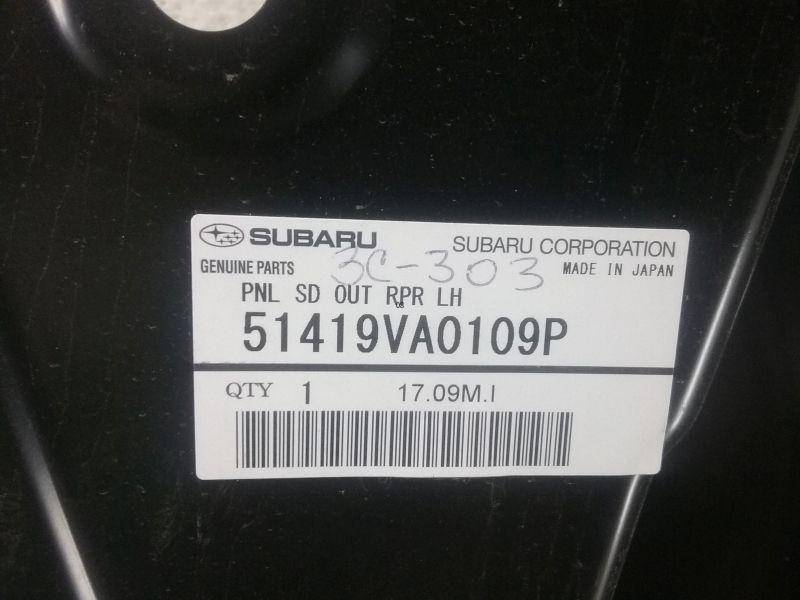 SUBARU
SUBARU CORPORATION
GENUINE PARTS
3C-303
MADE IN JAPAN
PNL SD OUT RPR LH
08
51419VA0109P
QTY 1 17.09M.I